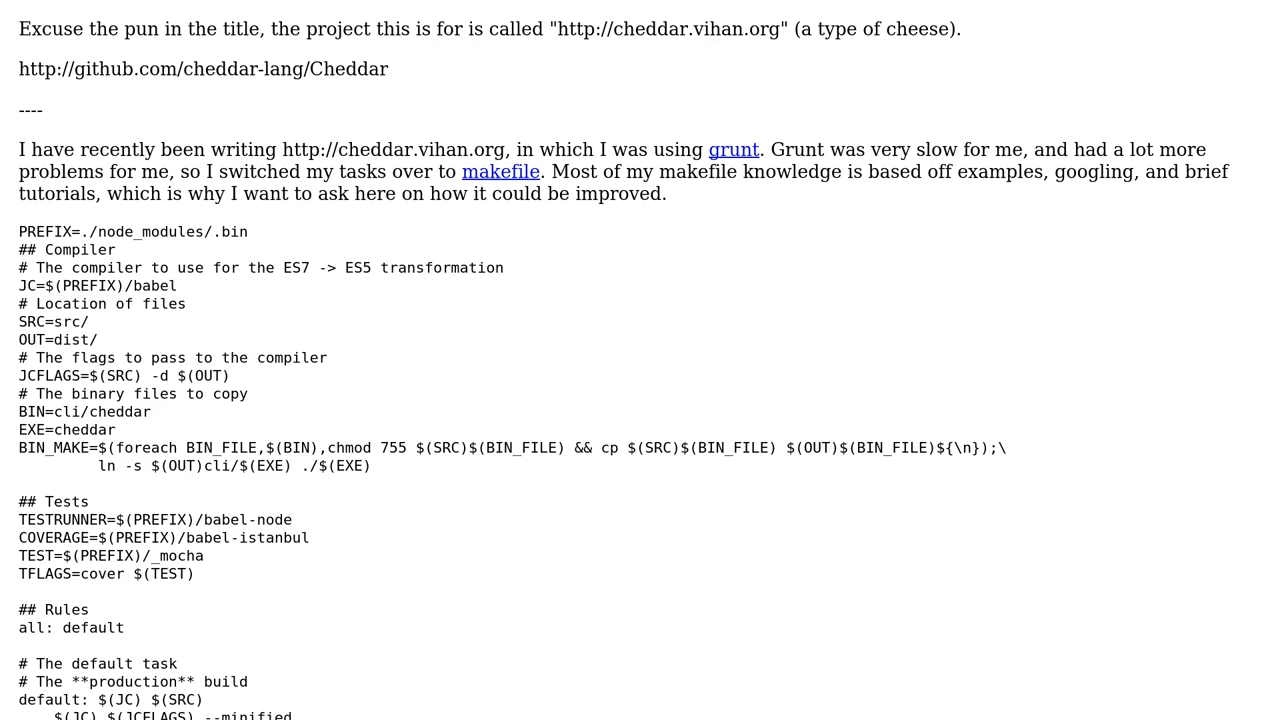 Excuse the pun in the title, the project this is for is called "http://cheddar.vihan.org" (a type of cheese).
http://github.com/cheddar-lang/Cheddar
----
I have recently been writing http://cheddar.vihan.org, in which I was using grunt. Grunt was very slow for me, and had a lot more
problems for me, so I switched my tasks over to makefile. Most of my makefile knowledge is based off examples, googling, and brief
tutorials, which is why I want to ask here on how it could be improved.
PREFIX=./node_modules/.bin
## Compiler
# The compiler to use for the ES7 -> ES5 transformation
JC=$(PREFIX)/babel
# Location of files
SRC=src/
OUT=dist/
# The flags to pass to the compiler
JCFLAGS=$(SRC) -d $(OUT)
# The binary files to copy
BIN=cli/cheddar
EXE=cheddar
BIN_MAKE=$(foreach BIN_FILE,$(BIN),chmod 755 $(SRC)$(BIN_FILE) && cp $(SRC)$(BIN_FILE) $(OUT)$(BIN_FILE)${\n});\
         ln -s $(OUT)cli/$(EXE) ./$(EXE)
## Tests
TESTRUNNER=$(PREFIX)/babel-node
COVERAGE=$(PREFIX)/babel-istanbul
TEST=$(PREFIX)/_mocha
TFLAGS=cover $(TEST)
## Rules
all: default
# The default task
# The **production** build
default: $(JC) $(SRC)
    $(JC) $(JCFLAGS) --minified